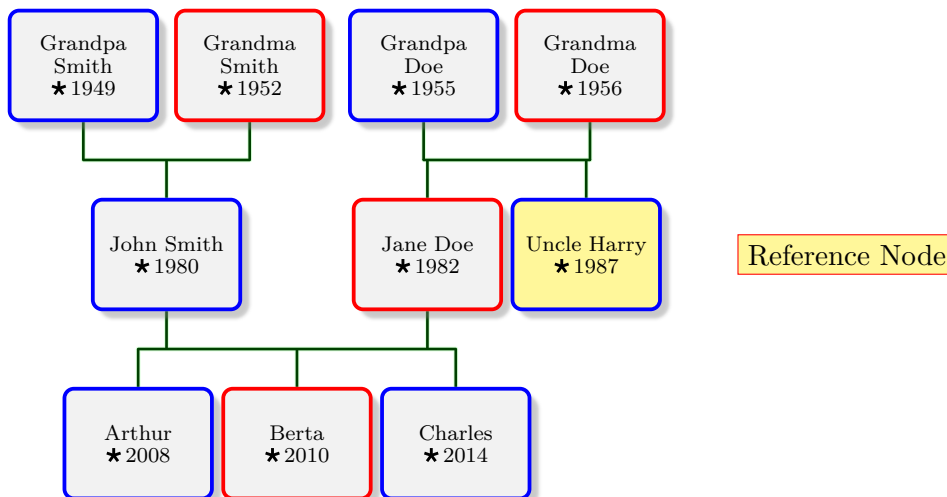 Grandpa
Smith
★1949
Grandma
Smith
★1952
Grandpa
Doe
★1955
Grandma
Doe
★1956
John Smith
★1980
Jane Doe
★1982
Uncle Harry
★1987
Reference Node
Arthur
★2008
Berta
★2010
Charles
★2014